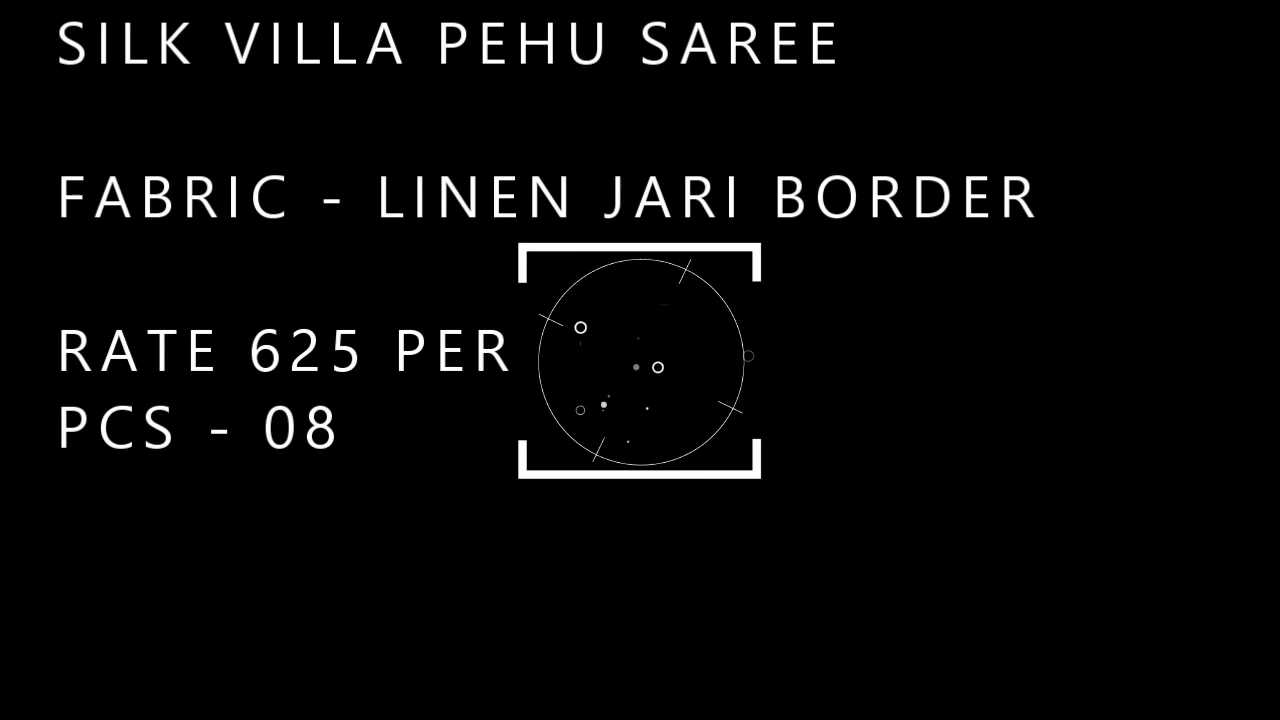 SILK VILLA PEHU SAREE
FABRIC - LINEN JARI BORDER
RATE 625 PER
PCS - 08